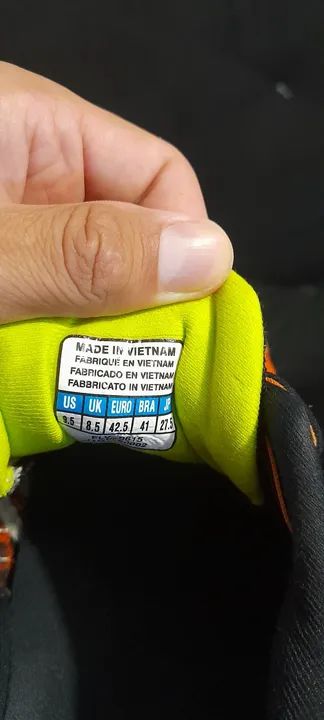 MADE IN VIETNAM
FABRIQUE EN VIETNAM
FABRICADO EN VIETNAM
FABBRICATO IN VIETNAM
US UK EURO BRA
9.5 8.5 42.5 41 27.5